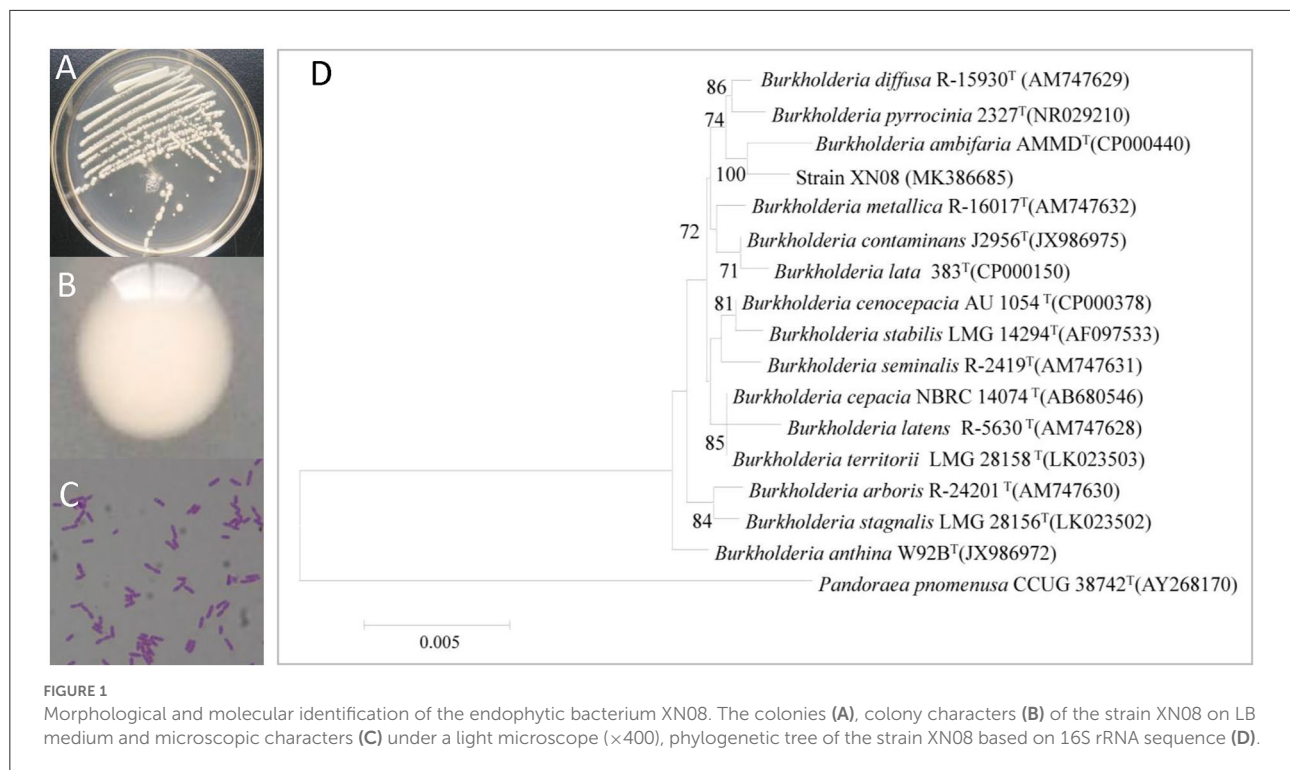 A
B
C
D
86
Burkholderia diffusa R-15930ᵀ (AM747629)
74
Burkholderia pyrrocinia 2327ᵀ(NR029210)
Burkholderia ambifaria AMMDᵀ(CP000440)
100
Strain XN08 (MK386685)
Burkholderia metallica R-16017ᵀ(AM747632)
72
Burkholderia contaminans J2956ᵀ(JX986975)
71
Burkholderia lata 383ᵀ(CP000150)
81
Burkholderia cenocepacia AU 1054 ᵀ(CP000378)
Burkholderia stabilis LMG 14294ᵀ(AF097533)
Burkholderia seminalis R-2419ᵀ(AM747631)
Burkholderia cepacia NBRC 14074 ᵀ(AB680546)
Burkholderia latens R-5630 ᵀ(AM747628)
85
Burkholderia territorii LMG 28158 ᵀ(LK023503)
Burkholderia arboris R-24201 ᵀ(AM747630)
84
Burkholderia stagnalis LMG 28156ᵀ(LK023502)
Burkholderia anthina W92Bᵀ(JX986972)
Pandoraea pnomenusa CCUG 38742ᵀ(AY268170)
0.005
FIGURE 1
Morphological and molecular identification of the endophytic bacterium XN08. The colonies (A), colony characters (B) of the strain XN08 on LB
medium and microscopic characters (C) under a light microscope (×400), phylogenetic tree of the strain XN08 based on 16S rRNA sequence (D).